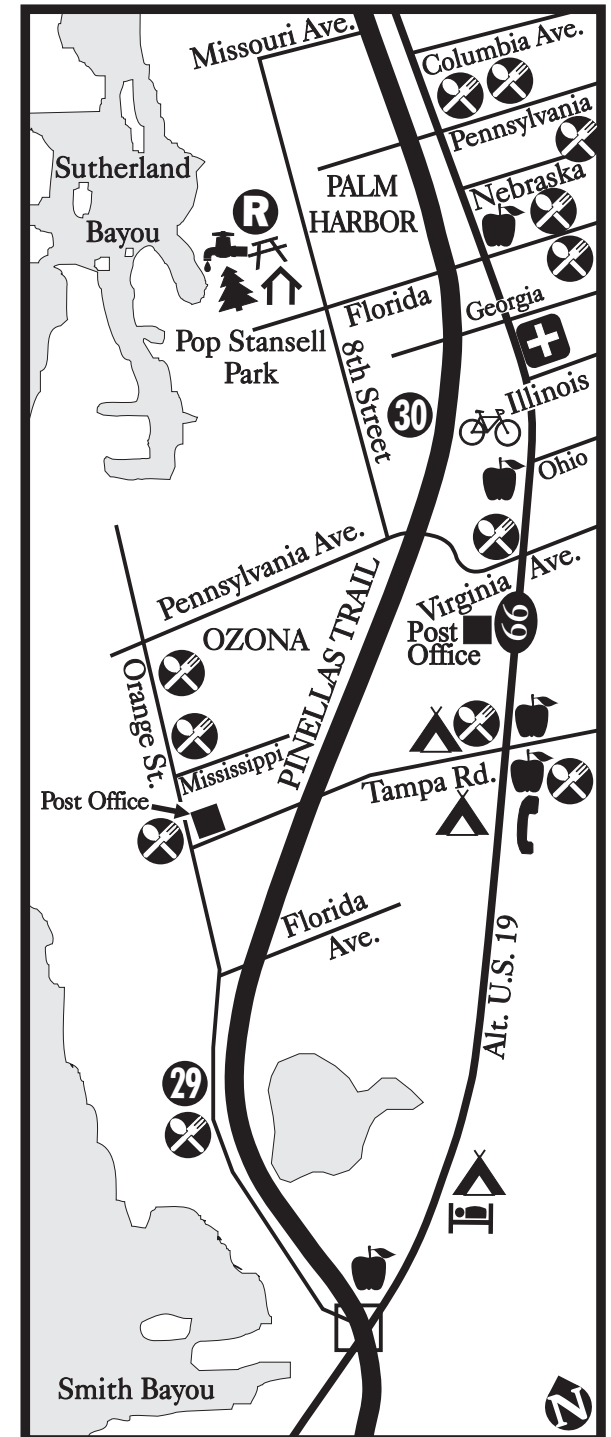 Missouri Ave.
Columbia Ave.
Pennsylvania
Sutherland
Bayou
PALM
HARBOR
Nebraska
R
Georgia
Florida
Pop Stansell
Park
8th Street
30
Illinois
Ohio
Pennsylvania Ave.
Virginia Ave.
PINELLAS TRAIL
OZONA
Post
Office
99
Orange St.
Mississippi
Tampa Rd.
Post Office
Florida
Ave.
Alt. U.S. 19
29
Smith Bayou
N